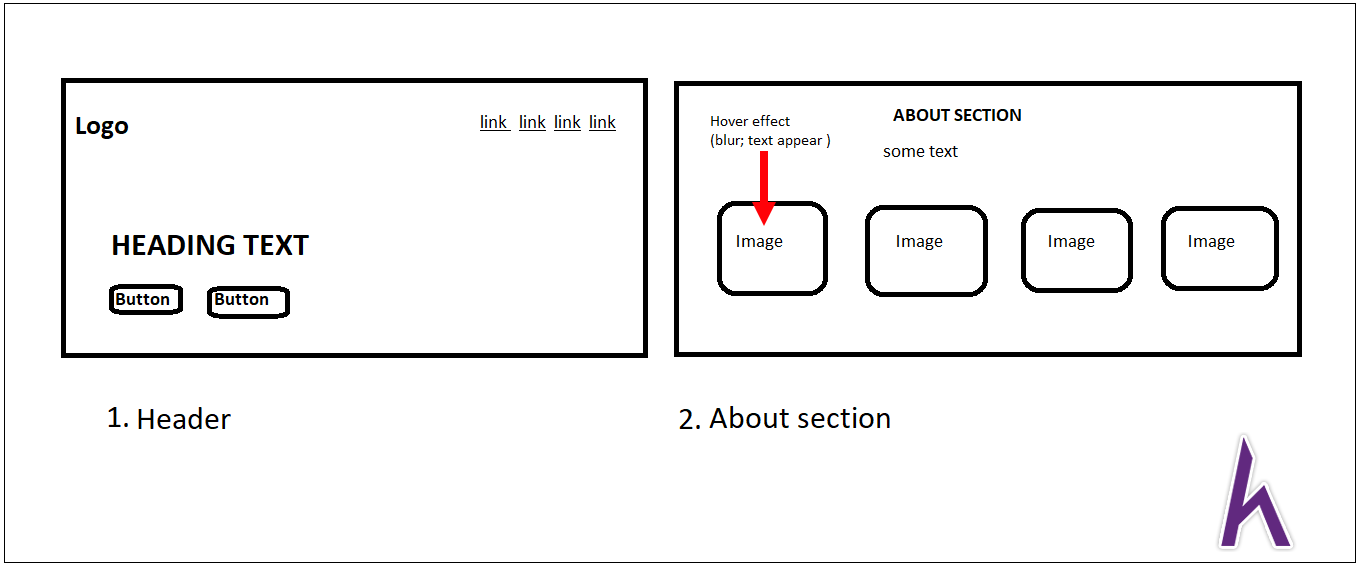 Logo
link link link link
HEADING TEXT
Button Button
1. Header
ABOUT SECTION
some text
Hover effect
(blur; text appear )
Image Image Image Image
2. About section